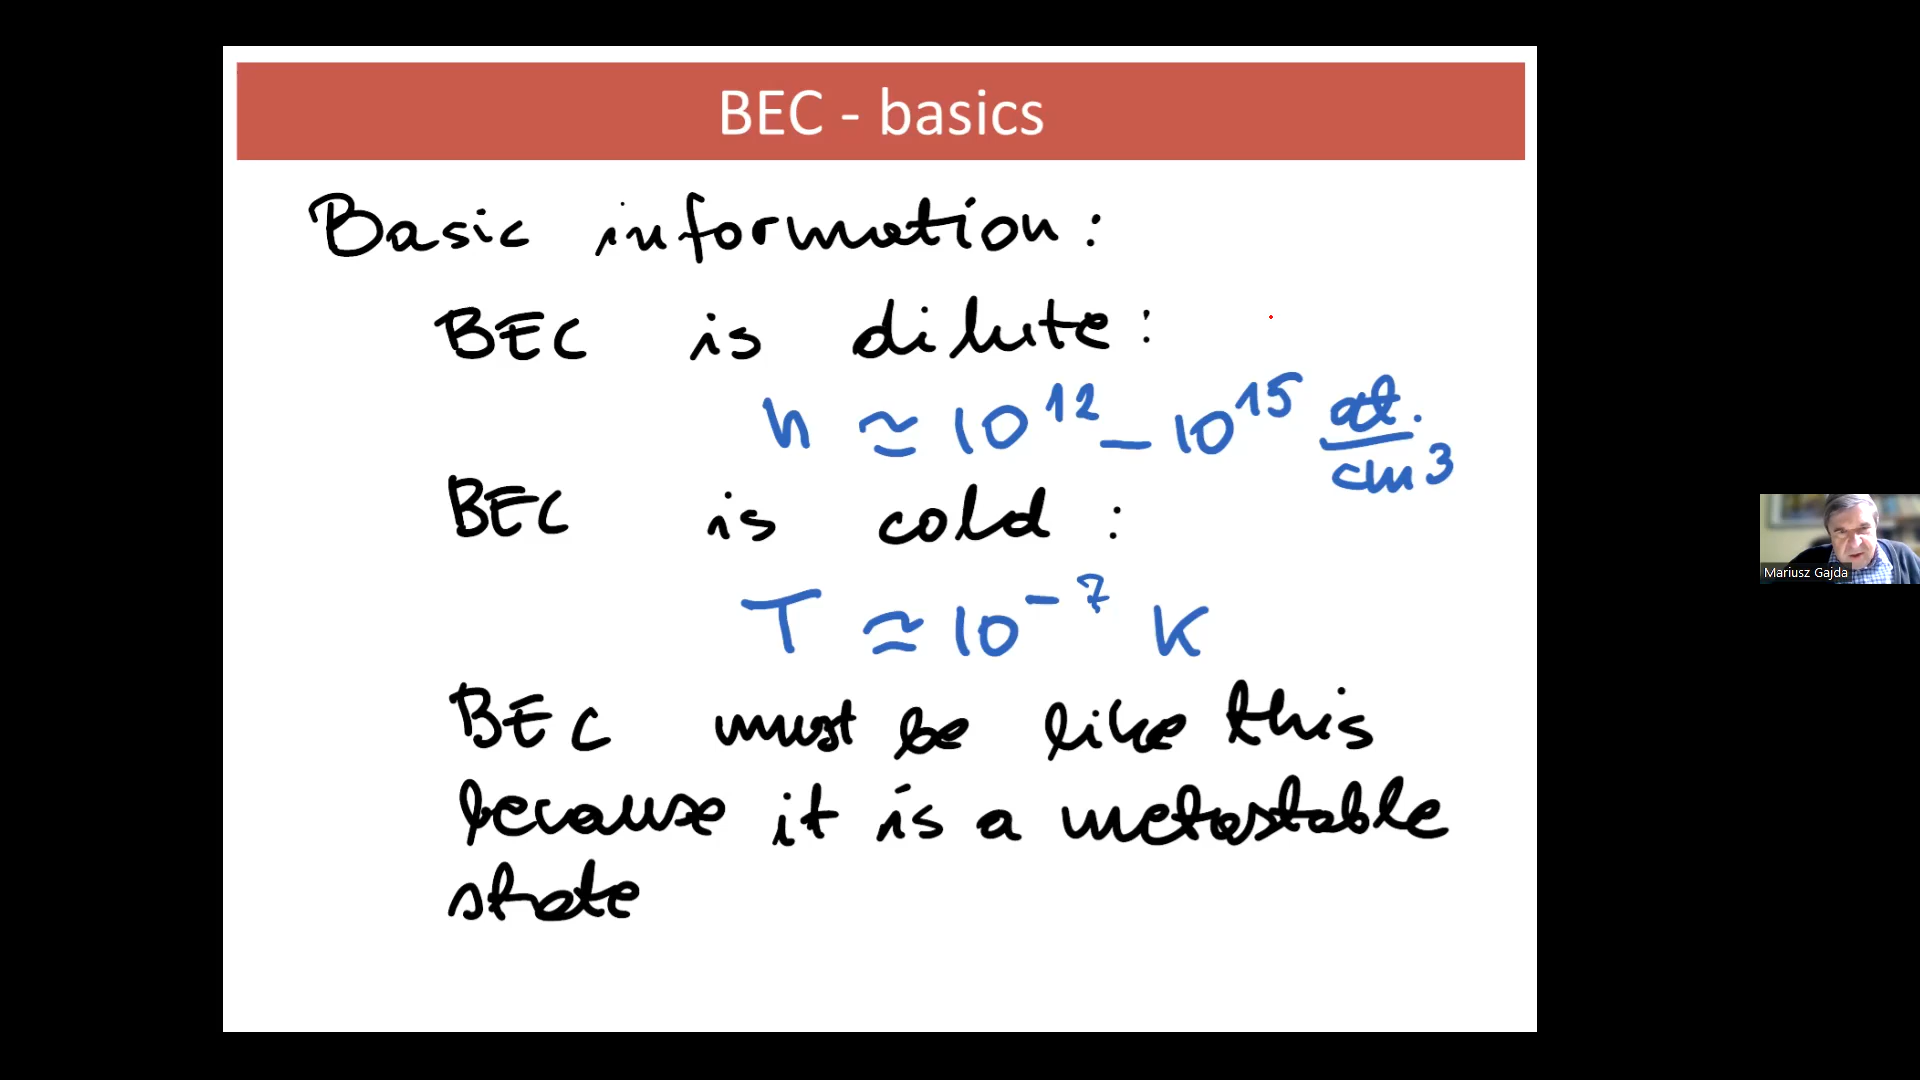 BEC - basics
Basic information:
BEC is dilute:
n ≃ 10^12 - 10^15 at./cm^3
BEC is cold:
T ≃ 10^-7 K
BEC must be like this
because it is a metastable
state
Mariusz Gajda